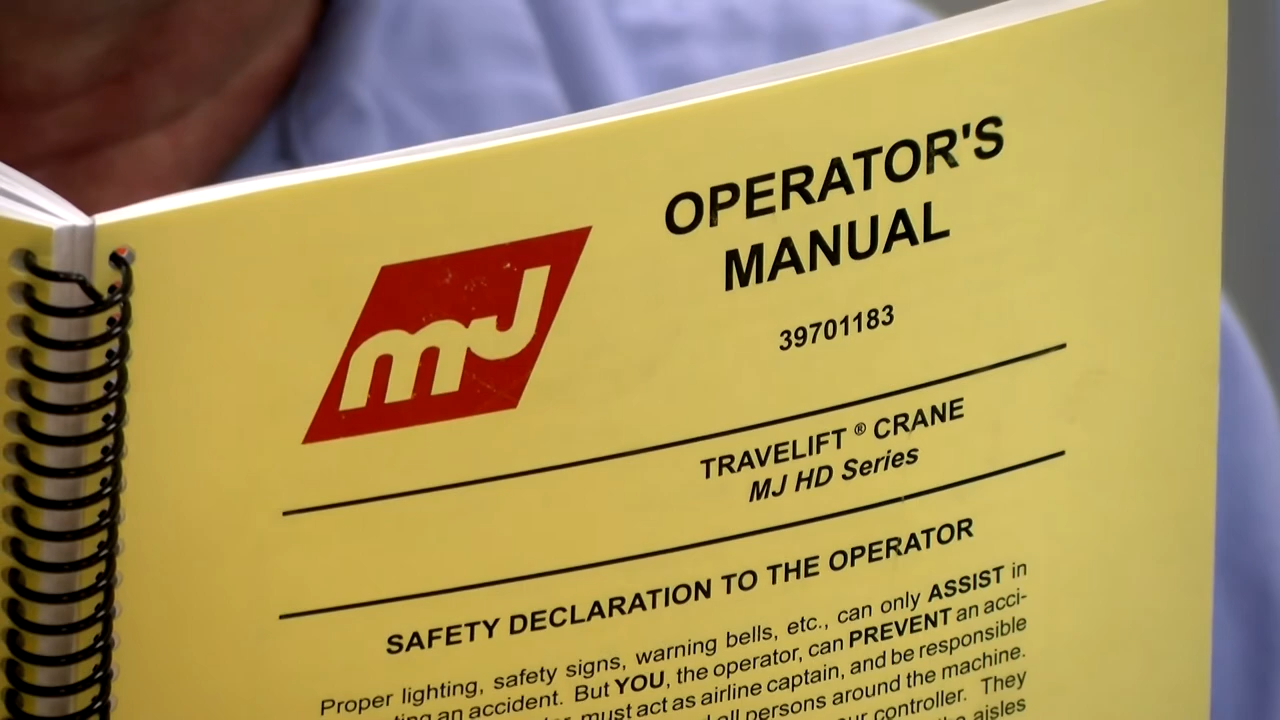 OPERATOR'S
MANUAL
mJ
39701183
TRAVELIFT ® CRANE
MJ HD Series
SAFETY DECLARATION TO THE OPERATOR
Proper lighting, safety signs, warning bells, etc., can only ASSIST in
an accident. But YOU, the operator, can PREVENT an acci-
must act as airline captain, and be responsible
all persons around the machine.
controller. They
the aisles